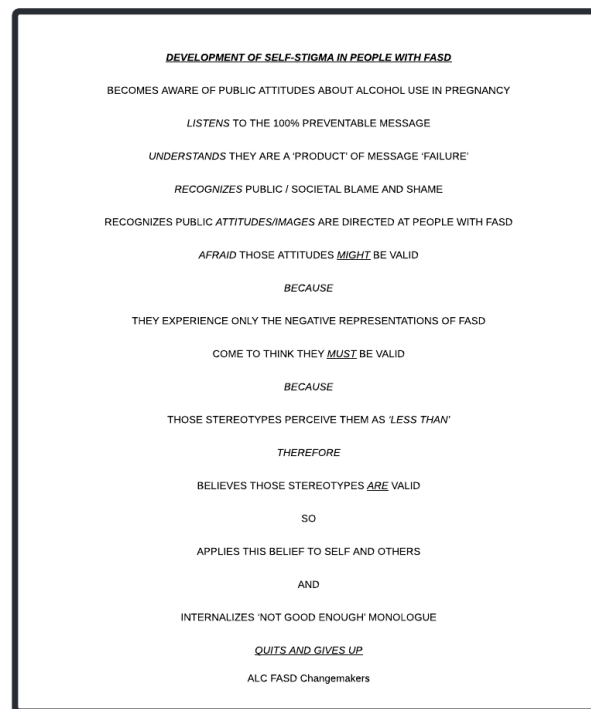 DEVELOPMENT OF SELF-STIGMA IN PEOPLE WITH FASD
BECOMES AWARE OF PUBLIC ATTITUDES ABOUT ALCOHOL USE IN PREGNANCY
LISTENS TO THE 100% PREVENTABLE MESSAGE
UNDERSTANDS THEY ARE A ‘PRODUCT’ OF MESSAGE ‘FAILURE’
RECOGNIZES PUBLIC / SOCIETAL BLAME AND SHAME
RECOGNIZES PUBLIC ATTITUDES/IMAGES ARE DIRECTED AT PEOPLE WITH FASD
AFRAID THOSE ATTITUDES MIGHT BE VALID
BECAUSE
THEY EXPERIENCE ONLY THE NEGATIVE REPRESENTATIONS OF FASD
COME TO THINK THEY MUST BE VALID
BECAUSE
THOSE STEREOTYPES PERCEIVE THEM AS ‘LESS THAN’
THEREFORE
BELIEVES THOSE STEREOTYPES ARE VALID
SO
APPLIES THIS BELIEF TO SELF AND OTHERS
AND
INTERNALIZES ‘NOT GOOD ENOUGH’ MONOLOGUE
QUITS AND GIVES UP
ALC FASD Changemakers